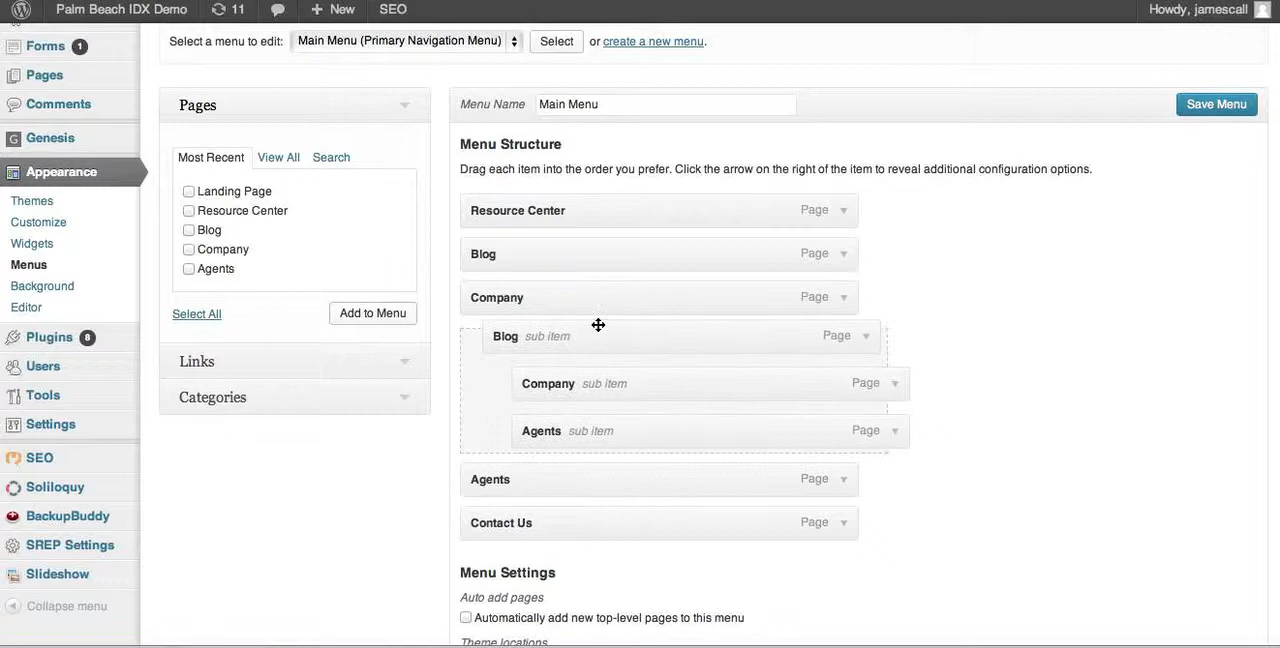 Palm Beach IDX Demo 11 New SEO Howdy, jamescall
Forms 1
Pages
Comments
Genesis
Appearance
Themes
Customize
Widgets
Menus
Background
Editor
Plugins 8
Users
Tools
Settings
SEO
Soliloquy
BackupBuddy
SREP Settings
Slideshow
Collapse menu
Select a menu to edit: Main Menu (Primary Navigation Menu) Select or create a new menu.
Pages
Most Recent View All Search
Landing Page
Resource Center
Blog
Company
Agents
Select All Add to Menu
Links
Categories
Menu Name Main Menu Save Menu
Menu Structure
Drag each item into the order you prefer. Click the arrow on the right of the item to reveal additional configuration options.
Resource Center Page
Blog Page
Company Page
Blog sub item Page
Company sub item Page
Agents sub item Page
Agents Page
Contact Us Page
Menu Settings
Auto add pages
Automatically add new top-level pages to this menu
Theme locations